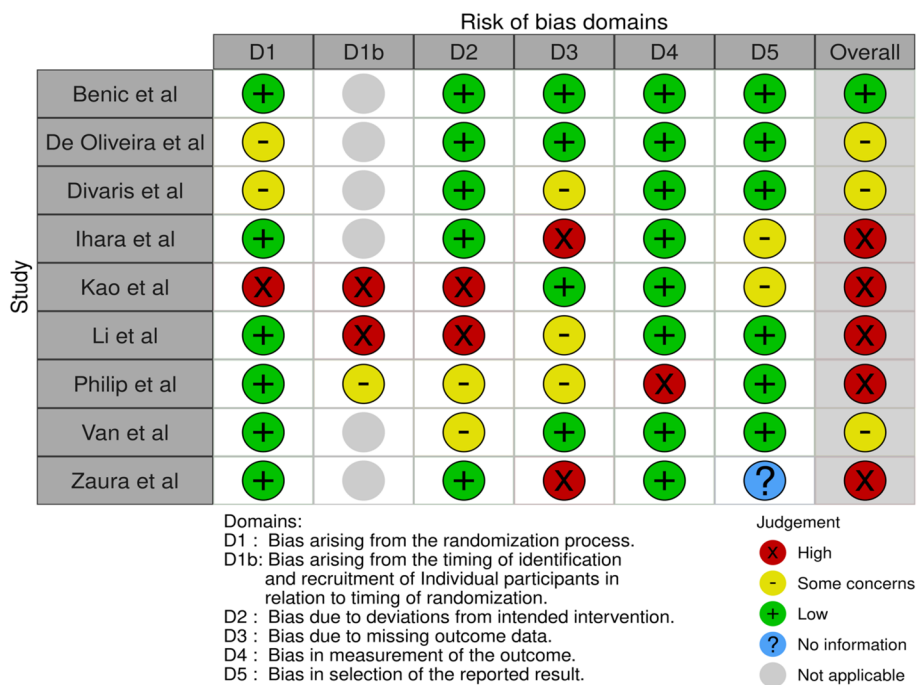 Risk of bias domains
D1 D1b D2 D3 D4 D5 Overall
Study
Benic et al + + + + + +
De Oliveira et al - + + + + -
Divaris et al - + - + + -
Ihara et al + + X + - X
Kao et al X X X + + - X
Li et al + X X - + + X
Philip et al + - - - X + X
Van et al + - + + + -
Zaura et al + + X + ? X
Domains:
D1 : Bias arising from the randomization process.
D1b: Bias arising from the timing of identification
and recruitment of Individual participants in
relation to timing of randomization.
D2 : Bias due to deviations from intended intervention.
D3 : Bias due to missing outcome data.
D4 : Bias in measurement of the outcome.
D5 : Bias in selection of the reported result.
Judgement
X High
- Some concerns
+ Low
? No information
Not applicable